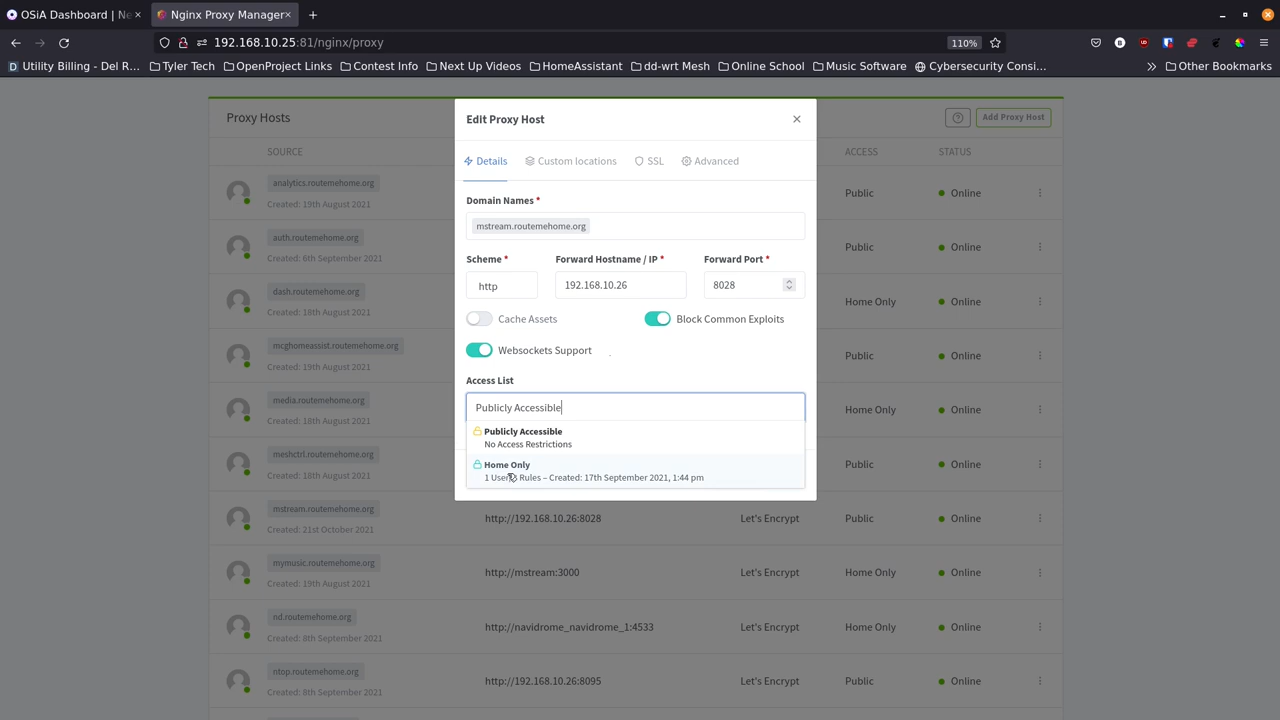 OSiA Dashboard | Ne
Nginx Proxy Manager
192.168.10.25:81/nginx/proxy
110%
Utility Billing - Del R…
Tyler Tech
OpenProject Links
Contest Info
Next Up Videos
HomeAssistant
dd-wrt Mesh
Online School
Music Software
Cybersecurity Consi…
Other Bookmarks
Proxy Hosts
Add Proxy Host
SOURCE
ACCESS
STATUS
analytics.routemehome.org
Created: 19th August 2021
Public
Online
auth.routemehome.org
Created: 6th September 2021
Public
Online
dash.routemehome.org
Created: 18th August 2021
Home Only
Online
mcghomeassist.routemehome.org
Created: 19th August 2021
Public
Online
media.routemehome.org
Created: 18th August 2021
Home Only
Online
meshctrl.routemehome.org
Created: 18th August 2021
Public
Online
mstream.routemehome.org
Created: 21st October 2021
http://192.168.10.26:8028
Let's Encrypt
Public
Online
mymusic.routemehome.org
Created: 19th August 2021
http://mstream:3000
Let's Encrypt
Home Only
Online
nd.routemehome.org
Created: 8th September 2021
http://navidrome_navidrome_1:4533
Let's Encrypt
Home Only
Online
ntop.routemehome.org
Created: 8th September 2021
http://192.168.10.26:8095
Let's Encrypt
Public
Online
Edit Proxy Host
Details
Custom locations
SSL
Advanced
Domain Names *
mstream.routemehome.org
Scheme *
Forward Hostname / IP *
Forward Port *
http
192.168.10.26
8028
Cache Assets
Block Common Exploits
Websockets Support
Access List
Publicly Accessible
Publicly Accessible
No Access Restrictions
Home Only
Rules – Created: 17th September 2021, 1:44 pm